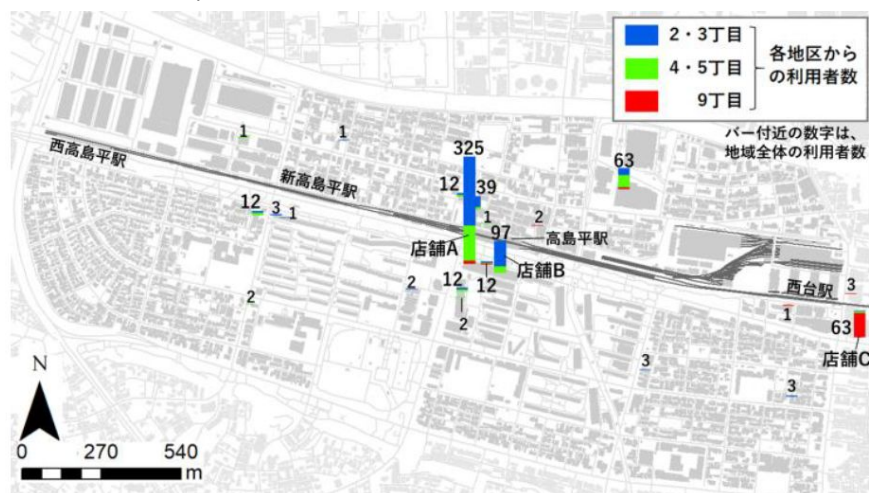 2・3丁目
4・5丁目
9丁目
各地区から
の利用者数
バー付近の数字は、
地域全体の利用者数
1
1
西高島平駅
新高島平駅
325
12
39
63
12
3
1
1
2
97
高島平駅
店舗A
店舗B
12
西台駅
3
2
2
12
2
1
63
店舗C
3
3
N
0
270
540
m